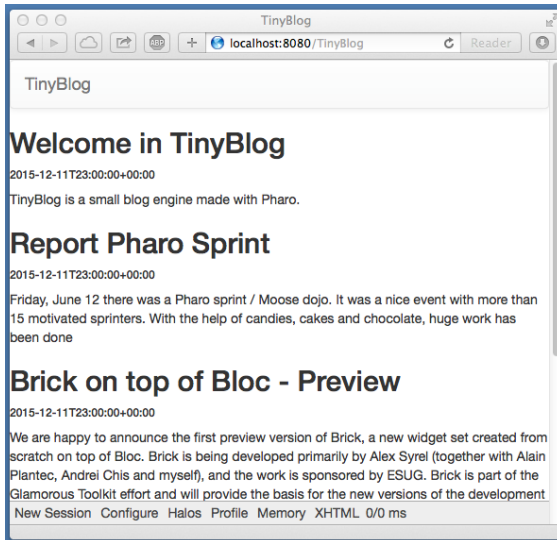 TinyBlog
ABP
localhost:8080/TinyBlog
Reader
TinyBlog
Welcome in TinyBlog
2015-12-11T23:00:00+00:00
TinyBlog is a small blog engine made with Pharo.
Report Pharo Sprint
2015-12-11T23:00:00+00:00
Friday, June 12 there was a Pharo sprint / Moose dojo. It was a nice event with more than
15 motivated sprinters. With the help of candies, cakes and chocolate, huge work has
been done
Brick on top of Bloc - Preview
2015-12-11T23:00:00+00:00
We are happy to announce the first preview version of Brick, a new widget set created from
scratch on top of Bloc. Brick is being developed primarily by Alex Syrel (together with Alain
Plantec, Andrei Chis and myself), and the work is sponsored by ESUG. Brick is part of the
Glamorous Toolkit effort and will provide the basis for the new versions of the development
New Session Configure Halos Profile Memory XHTML 0/0 ms